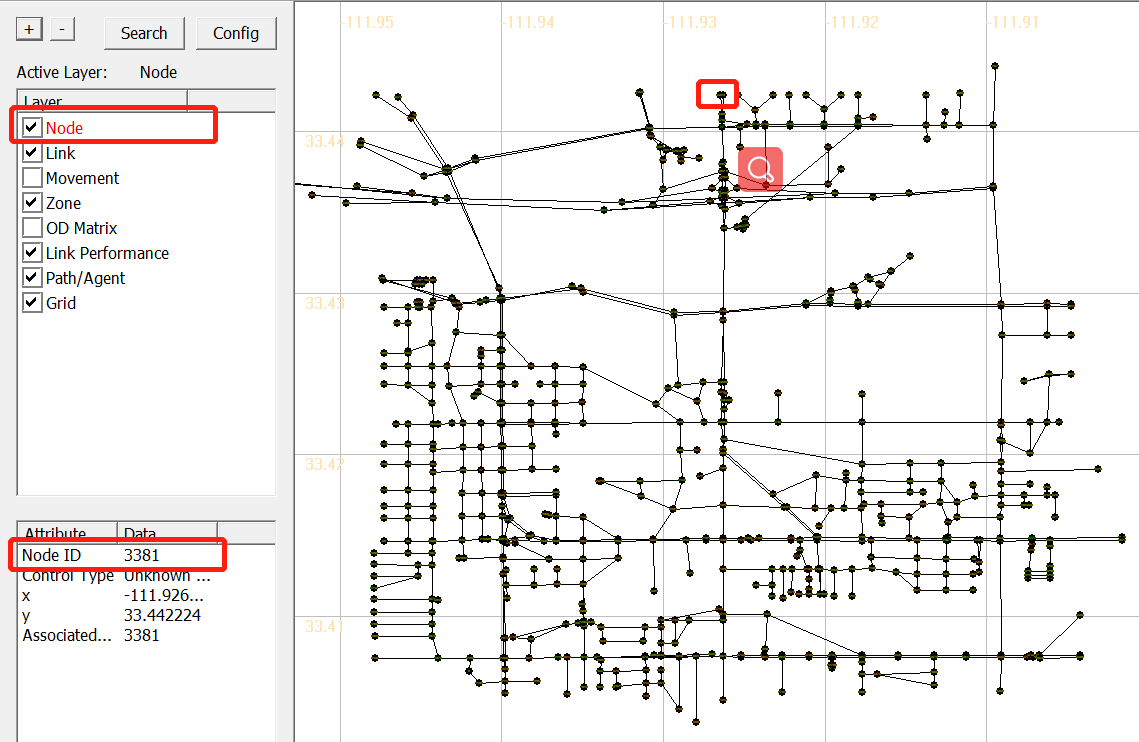 + -
Search Config
Active Layer: Node
Layer
Node
Link
Movement
Zone
OD Matrix
Link Performance
Path/Agent
Grid
Attribute Data
Node ID 3381
Control Type Unknown ...
x -111.926...
y 33.442224
Associated... 3381
-111.95 -111.94 -111.93 -111.92 -111.91
33.44
33.43
33.42
33.41